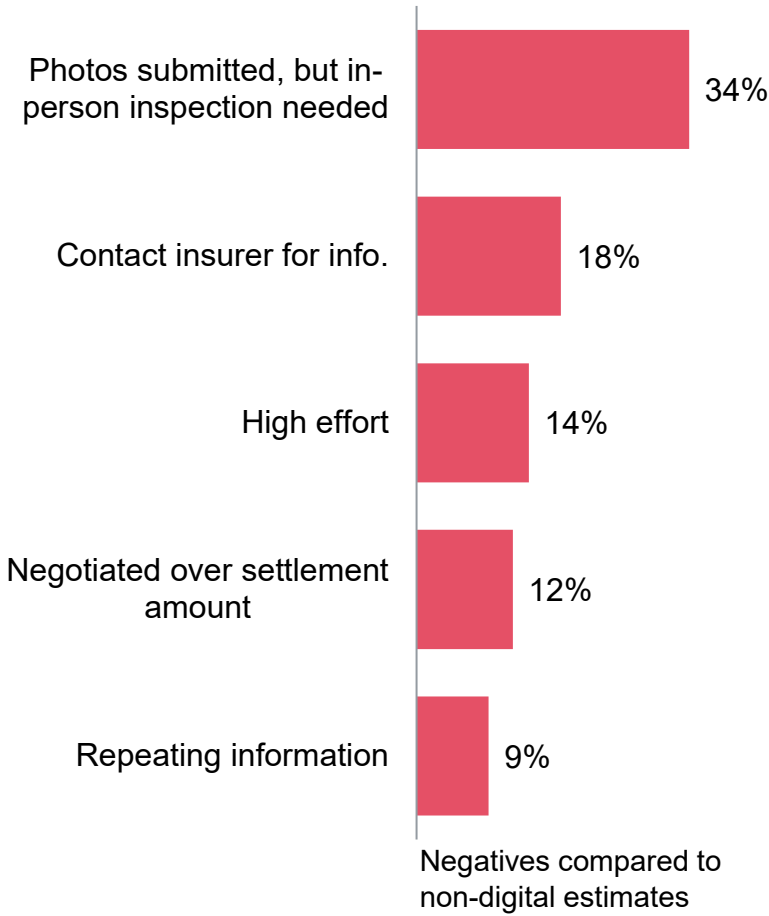 Photos submitted, but in-
person inspection needed
34%
Contact insurer for info.
18%
High effort
14%
Negotiated over settlement
amount
12%
Repeating information
9%
Negatives compared to
non-digital estimates